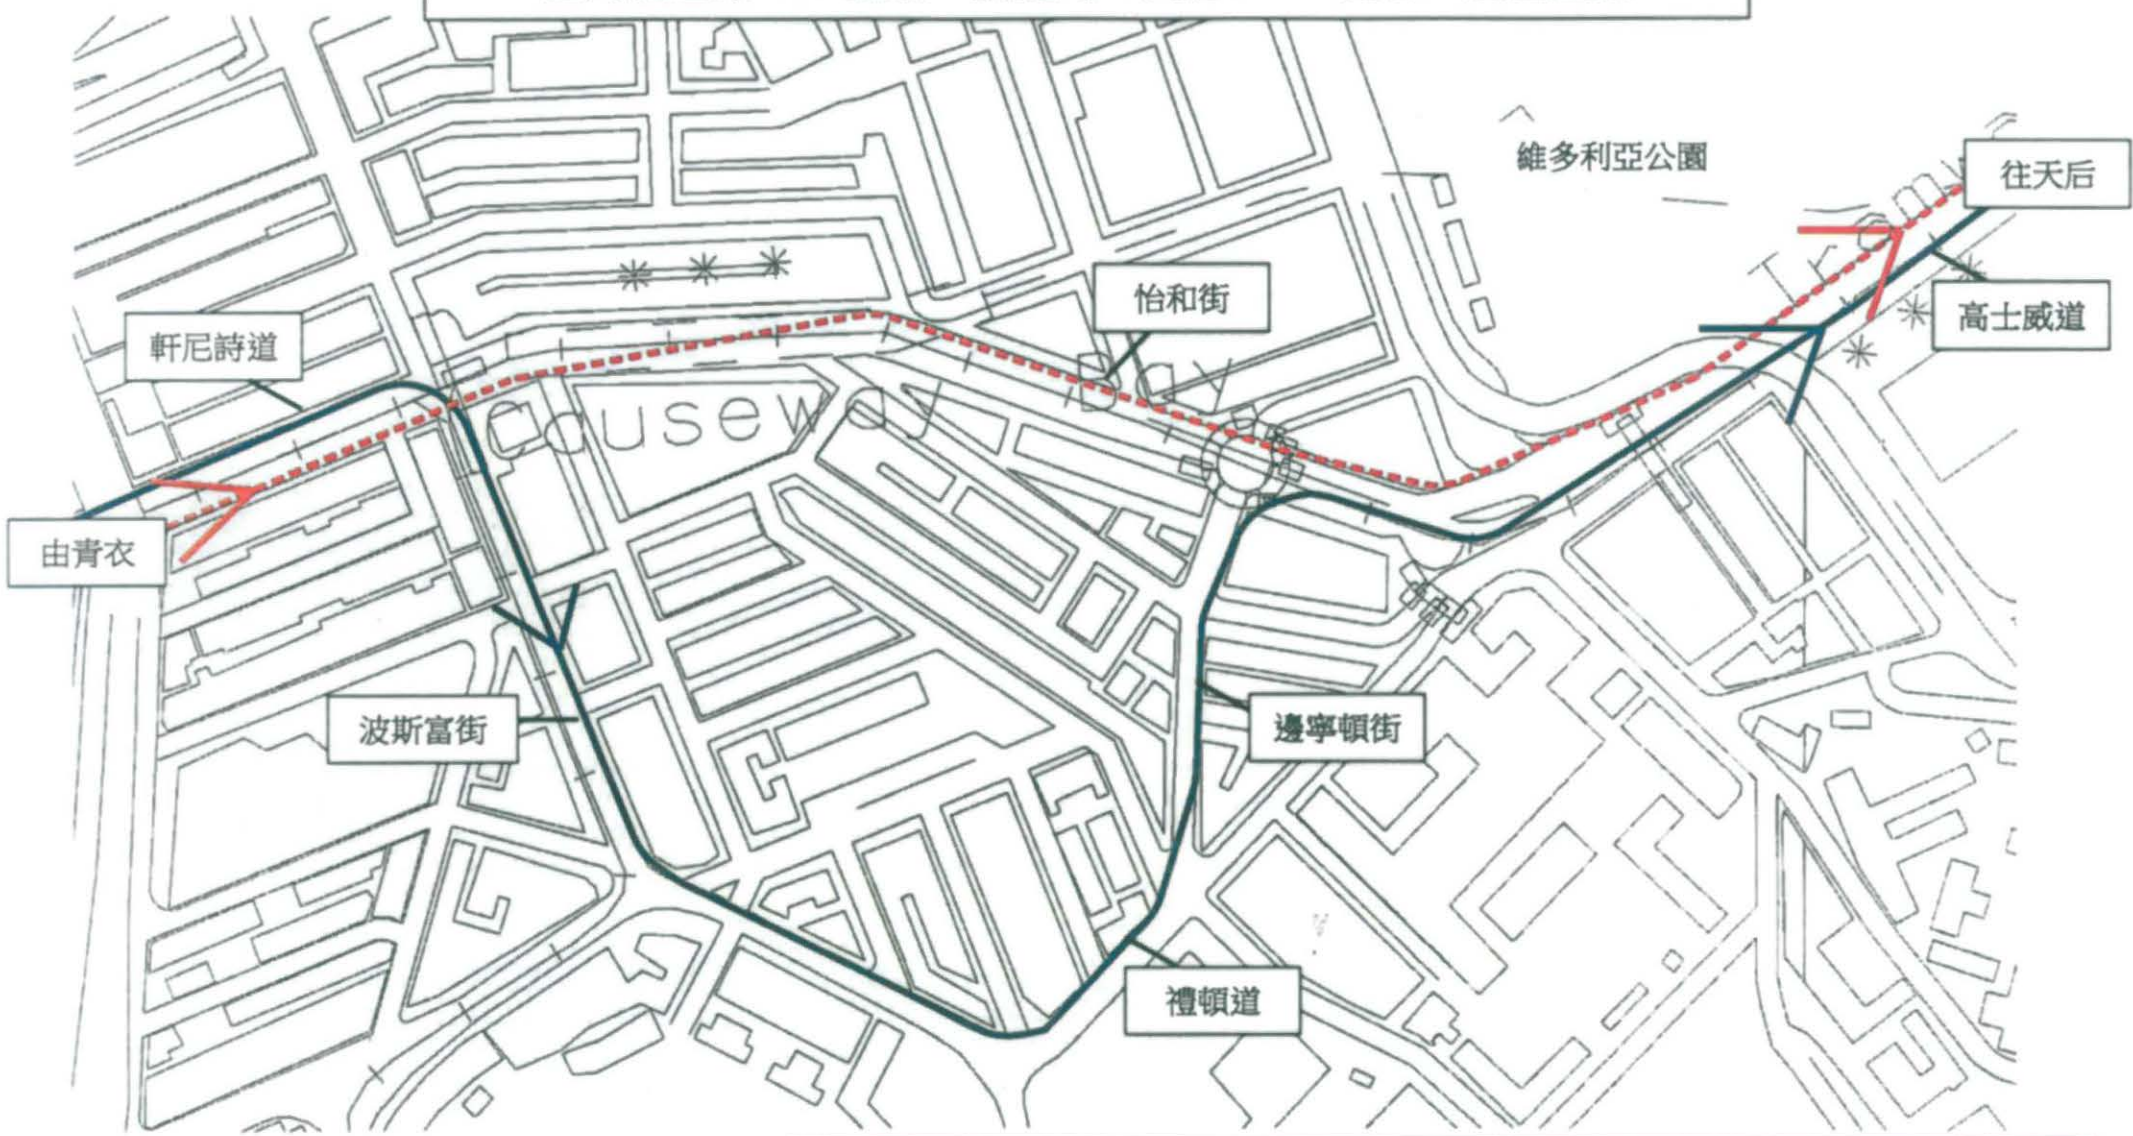 維多利亞公園
往天后
怡和街
高士威道
軒尼詩道
Causeway Bay
由青衣
波斯富街
邊寧頓街
禮頓道